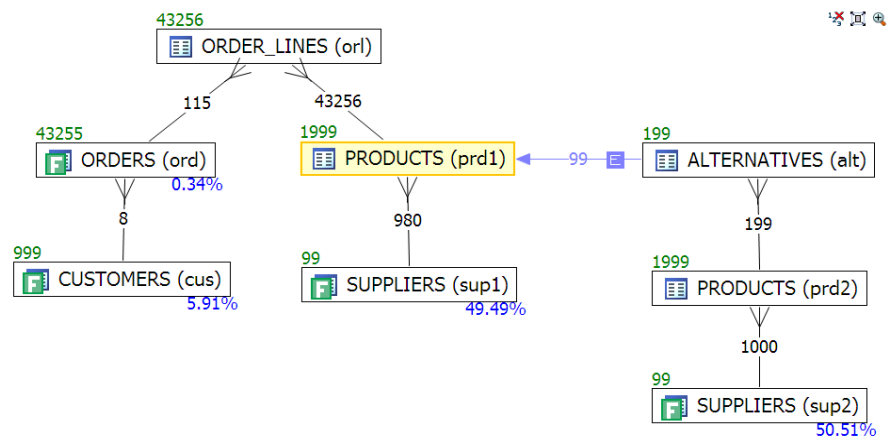 43256
ORDER_LINES (orl)
115
43256
43255
ORDERS (ord)
0.34%
1999
PRODUCTS (prd1)
99
E
199
ALTERNATIVES (alt)
8
980
199
999
F CUSTOMERS (cus)
5.91%
99
F SUPPLIERS (sup1)
49.49%
1999
PRODUCTS (prd2)
1000
99
F SUPPLIERS (sup2)
50.51%